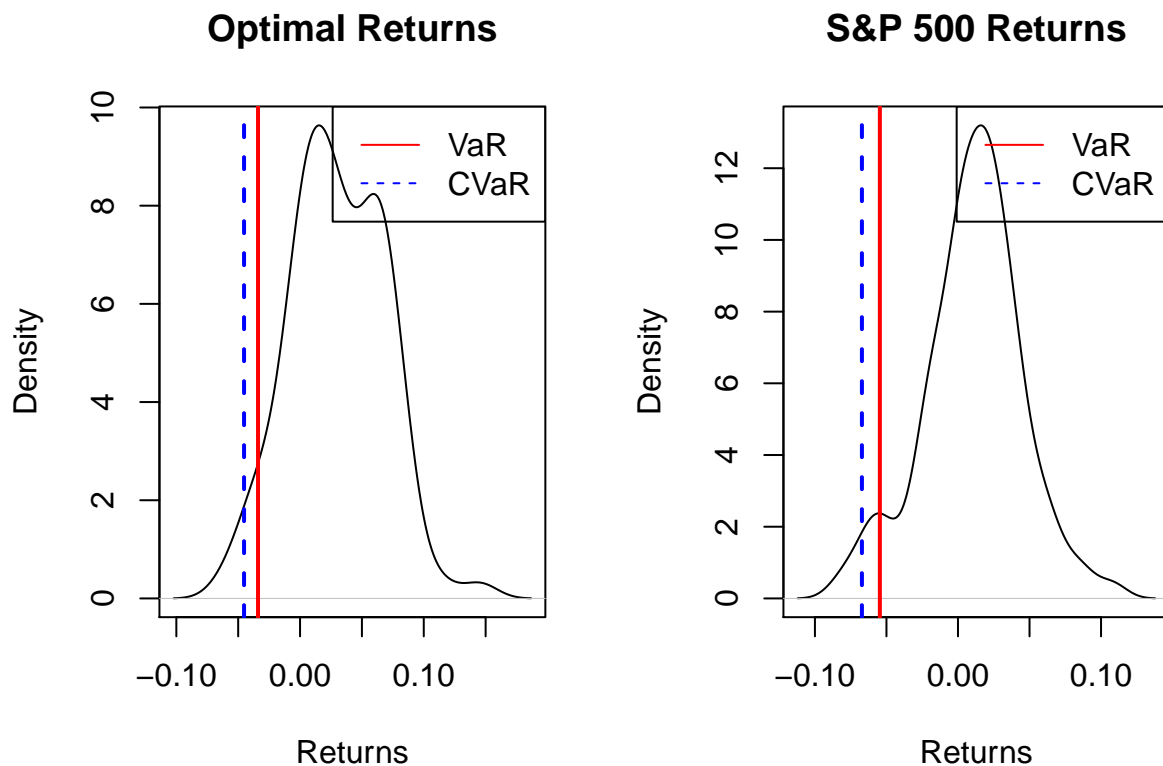 Optimal Returns
Density
10
8
6
4
2
0
−0.10 0.00 0.10
Returns
VaR
CVaR
S&P 500 Returns
Density
12
10
8
6
4
2
0
−0.10 0.00 0.10
Returns
VaR
CVaR